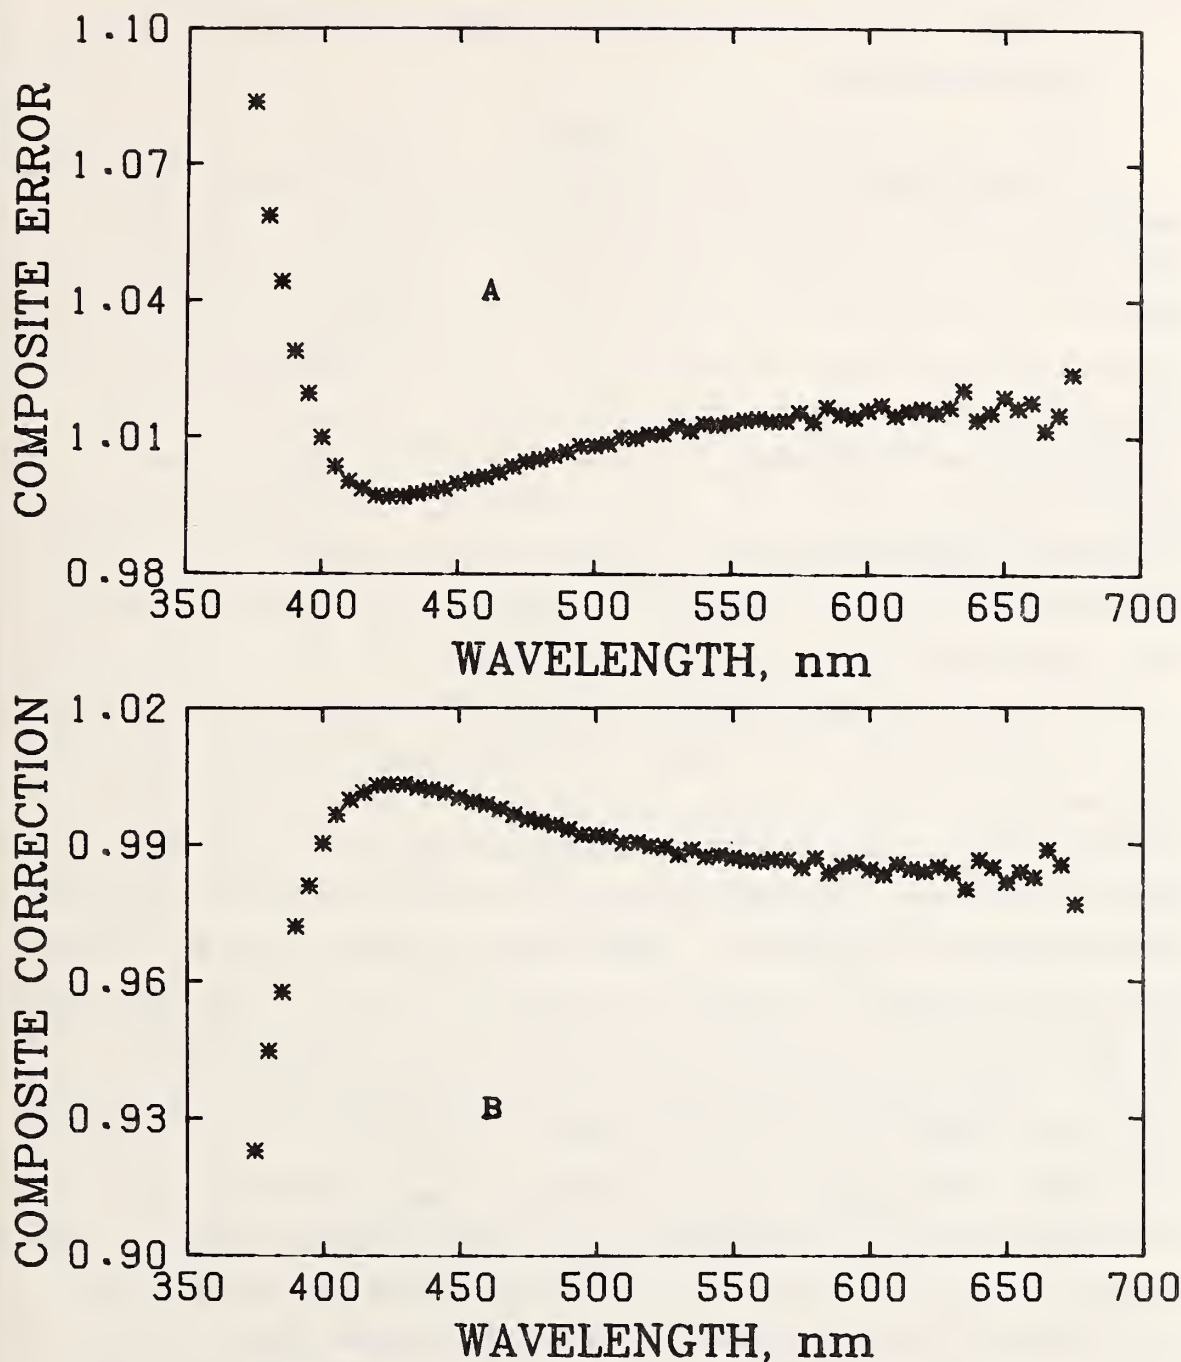 1.10
1.07
1.04
1.01
0.98
COMPOSITE ERROR
A
350 400 450 500 550 600 650 700
WAVELENGTH, nm
1.02
0.99
0.96
0.93
0.90
COMPOSITE CORRECTION
B
350 400 450 500 550 600 650 700
WAVELENGTH, nm